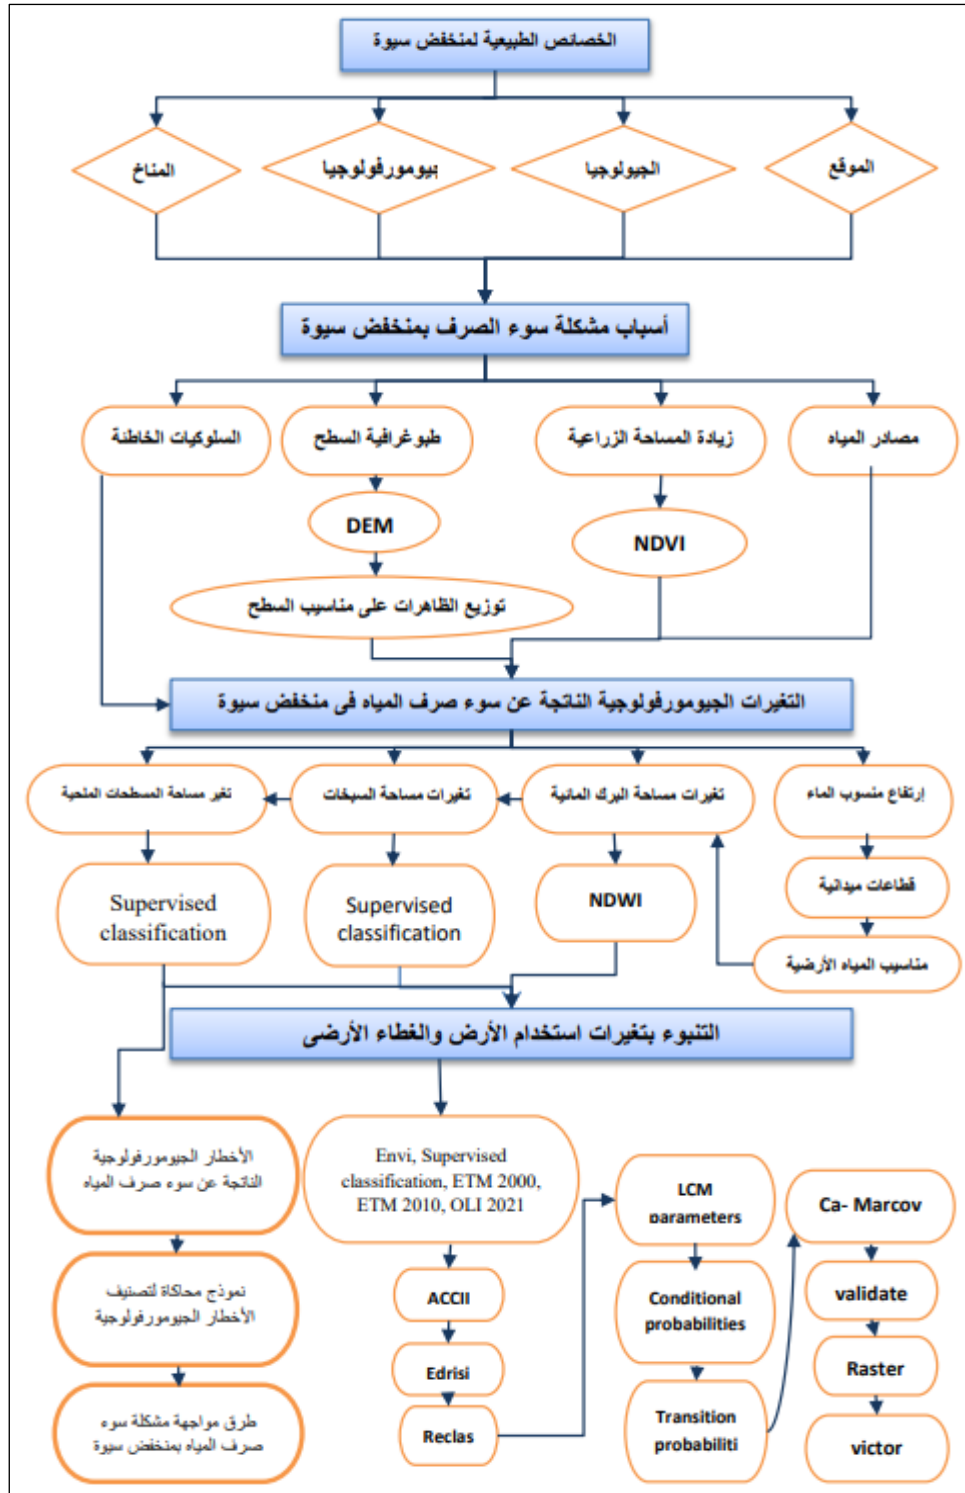 الخصائص الطبيعية لمنخفض سيوة
الموقع
الجيولوجيا
جيومورفولوجيا
المناخ
أسباب مشكلة سوء الصرف بمنخفض سيوة
مصادر المياه
زيادة المساحة الزراعية
طبوغرافية السطح
السلوكيات الخاطئة
NDVI
DEM
توزيع الظاهرات على مناسيب السطح
التغيرات الجيومورفولوجية الناتجة عن سوء صرف المياه فى منخفض سيوة
إرتفاع منسوب الماء
تغيرات مساحة البرك المائية
تغيرات مساحة السبخات
تغير مساحة المسطحات الملحية
قطاعات ميدانية
مناسيب المياه الأرضية
NDWI
Supervised
classification
Supervised
classification
التنبوء بتغيرات استخدام الأرض والغطاء الأرضى
الأخطار الجيومورفولوجية
الناتجة عن سوء صرف المياه
نموذج محاكاة لتصنيف
الأخطار الجيومورفولوجية
طرق مواجهة مشكلة سوء
صرف المياه بمنخفض سيوة
Envi, Supervised
classification, ETM 2000,
ETM 2010, OLI 2021
ACCII
Edrisi
Reclas
LCM
parameters
Conditional
probabilities
Transition
probabiliti
Ca- Marcov
validate
Raster
victor